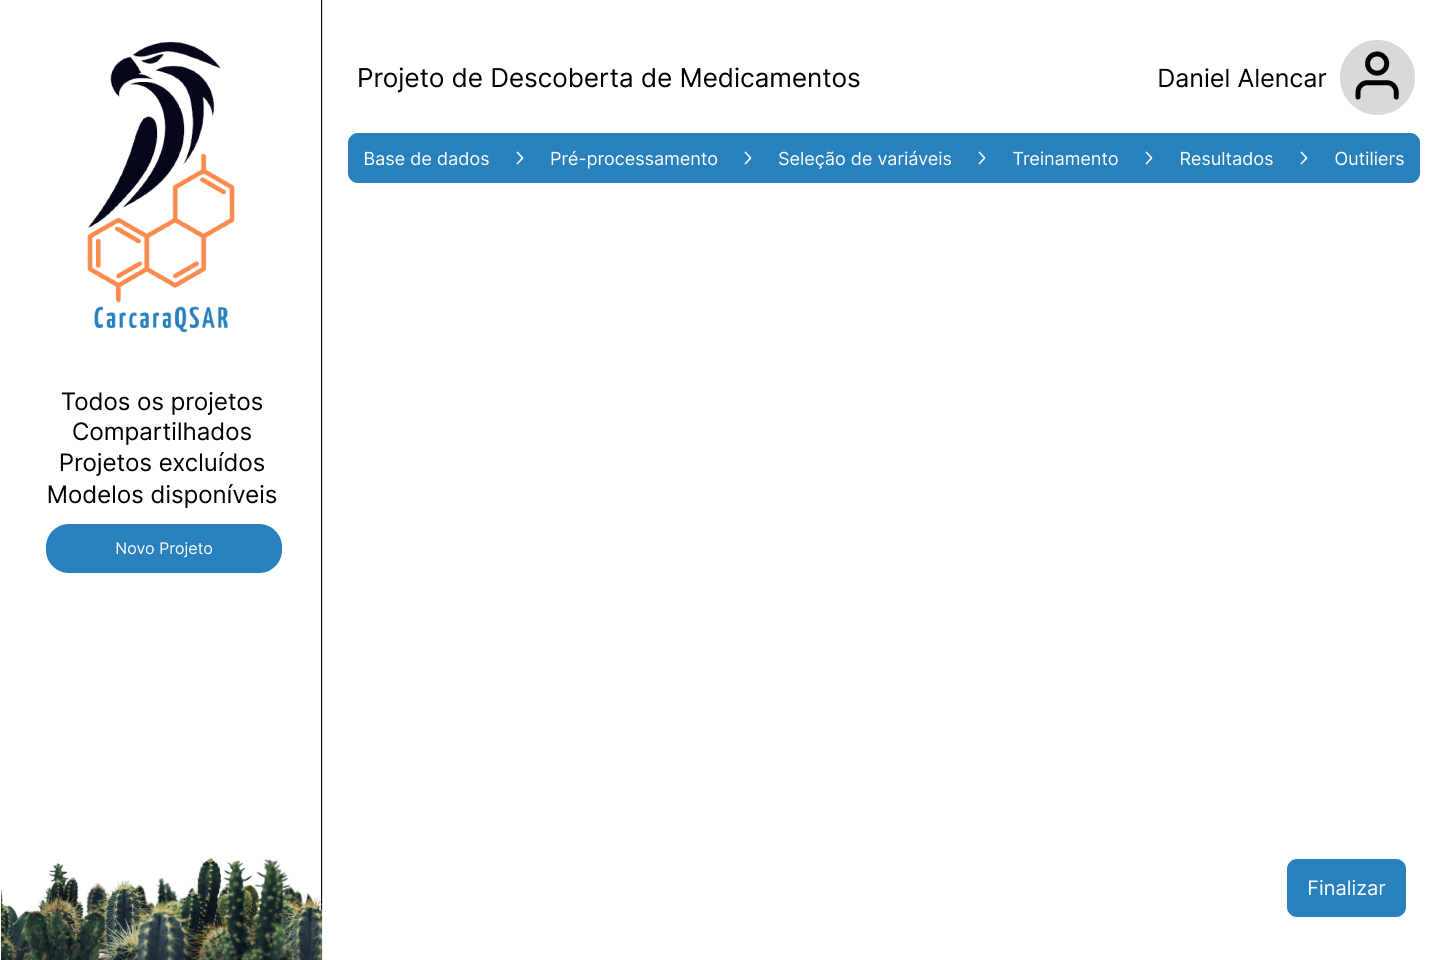 CarcaraQSAR
Todos os projetos
Compartilhados
Projetos excluídos
Modelos disponíveis
Novo Projeto
Projeto de Descoberta de Medicamentos
Daniel Alencar
Base de dados > Pré-processamento > Seleção de variáveis > Treinamento > Resultados > Outiliers
Finalizar